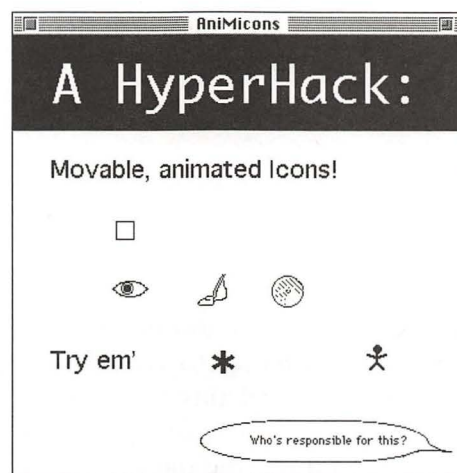 AniMicons
A HyperHack:
Movable, animated Icons!
Try em'
Who's responsible for this?